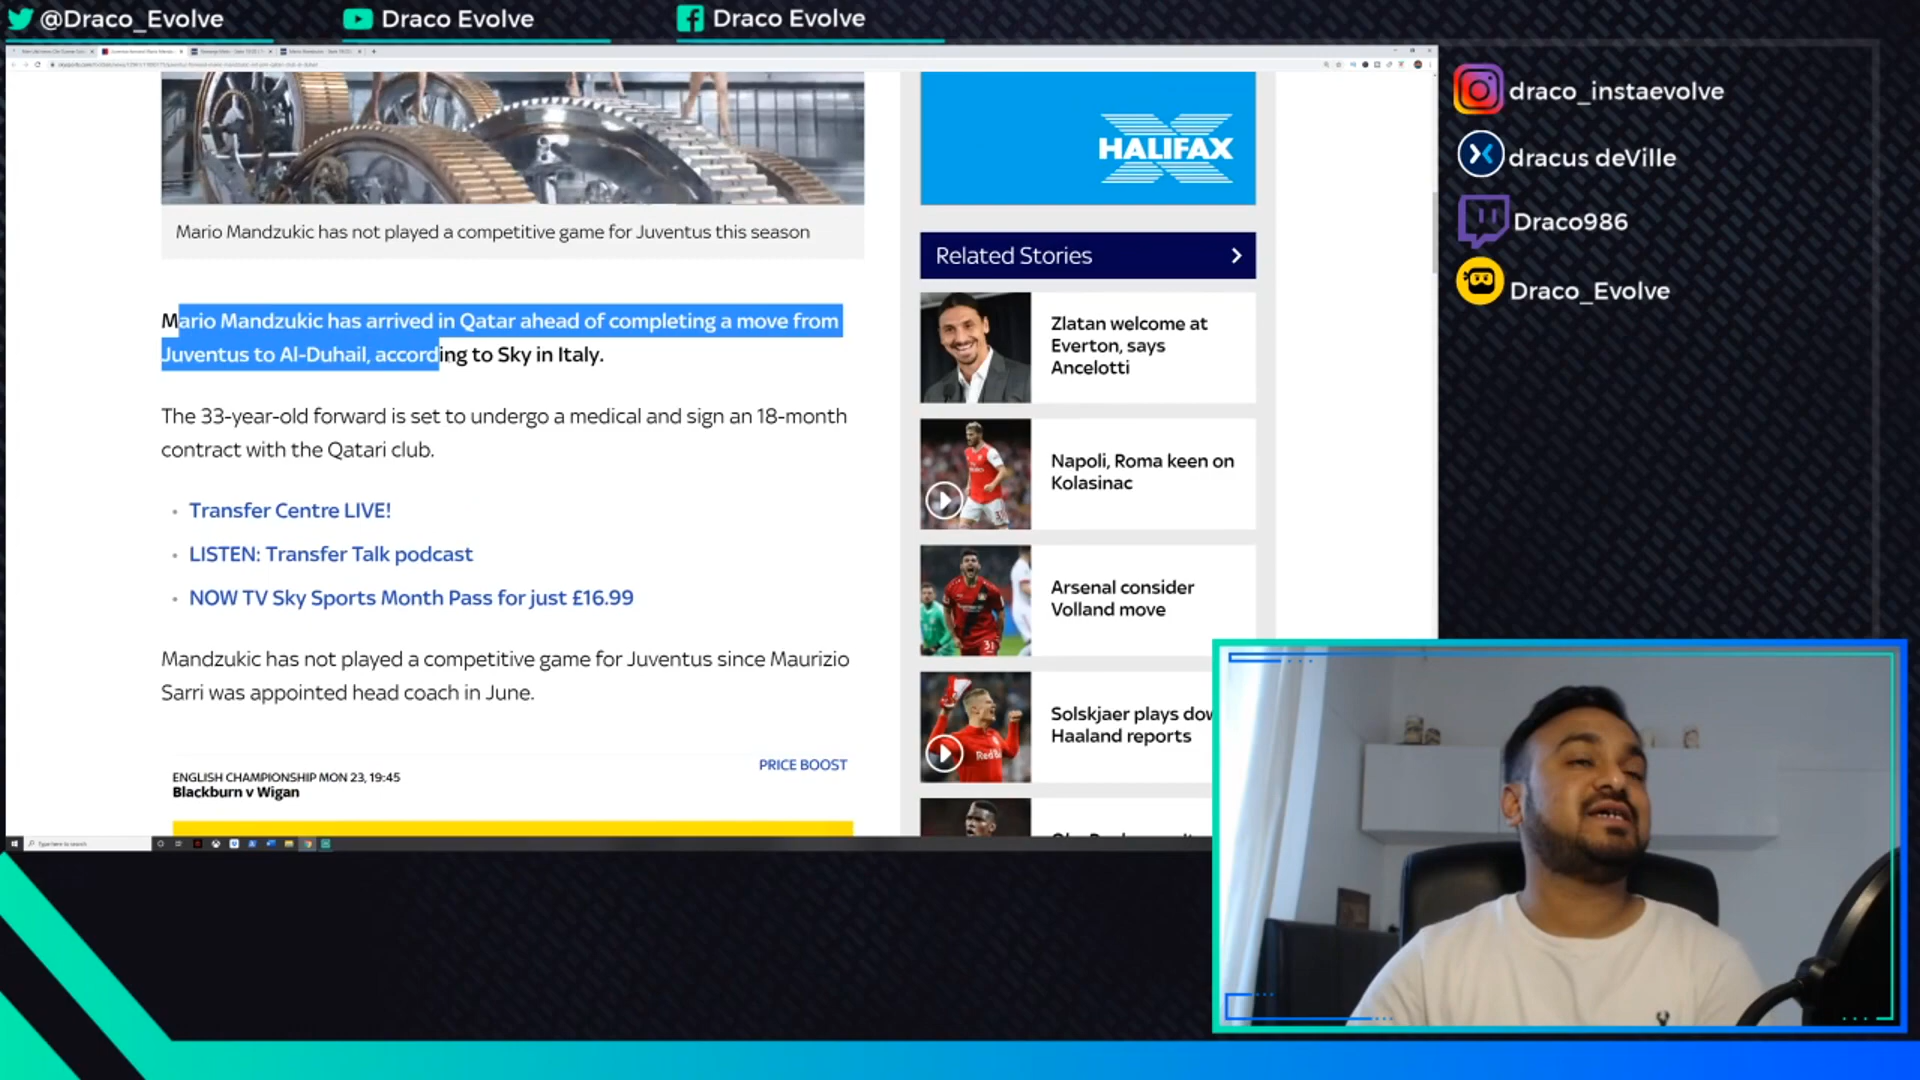 @Draco_Evolve
Draco Evolve
Draco Evolve
draco_instaevolve
dracus deVille
Draco986
Draco_Evolve
Mario Mandzukic has not played a competitive game for Juventus this season
Mario Mandzukic has arrived in Qatar ahead of completing a move from
Juventus to Al-Duhail, according to Sky in Italy.
The 33-year-old forward is set to undergo a medical and sign an 18-month
contract with the Qatari club.
Transfer Centre LIVE!
LISTEN: Transfer Talk podcast
NOW TV Sky Sports Month Pass for just £16.99
Mandzukic has not played a competitive game for Juventus since Maurizio
Sarri was appointed head coach in June.
PRICE BOOST
ENGLISH CHAMPIONSHIP MON 23, 19:45
Blackburn v Wigan
HALIFAX
Related Stories
Zlatan welcome at
Everton, says
Ancelotti
Napoli, Roma keen on
Kolasinac
Arsenal consider
Volland move
Solskjaer plays dow
Haaland reports
Type here to search